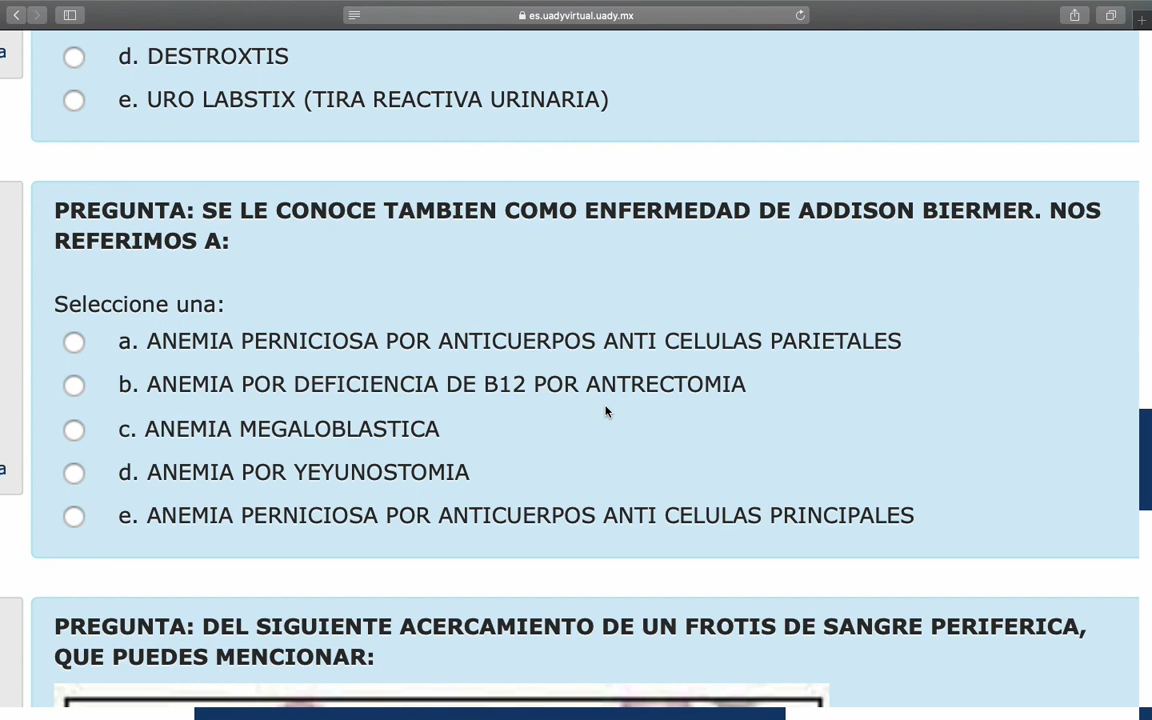 es.uadyvirtual.uady.mx
a
d. DESTROXTIS
e. URO LABSTIX (TIRA REACTIVA URINARIA)
PREGUNTA: SE LE CONOCE TAMBIEN COMO ENFERMEDAD DE ADDISON BIERMER. NOS
REFERIMOS A:
Seleccione una:
a. ANEMIA PERNICIOSA POR ANTICUERPOS ANTI CELULAS PARIETALES
b. ANEMIA POR DEFICIENCIA DE B12 POR ANTRECTOMIA
c. ANEMIA MEGALOBLASTICA
a
d. ANEMIA POR YEYUNOSTOMIA
e. ANEMIA PERNICIOSA POR ANTICUERPOS ANTI CELULAS PRINCIPALES
PREGUNTA: DEL SIGUIENTE ACERCAMIENTO DE UN FROTIS DE SANGRE PERIFERICA,
QUE PUEDES MENCIONAR: